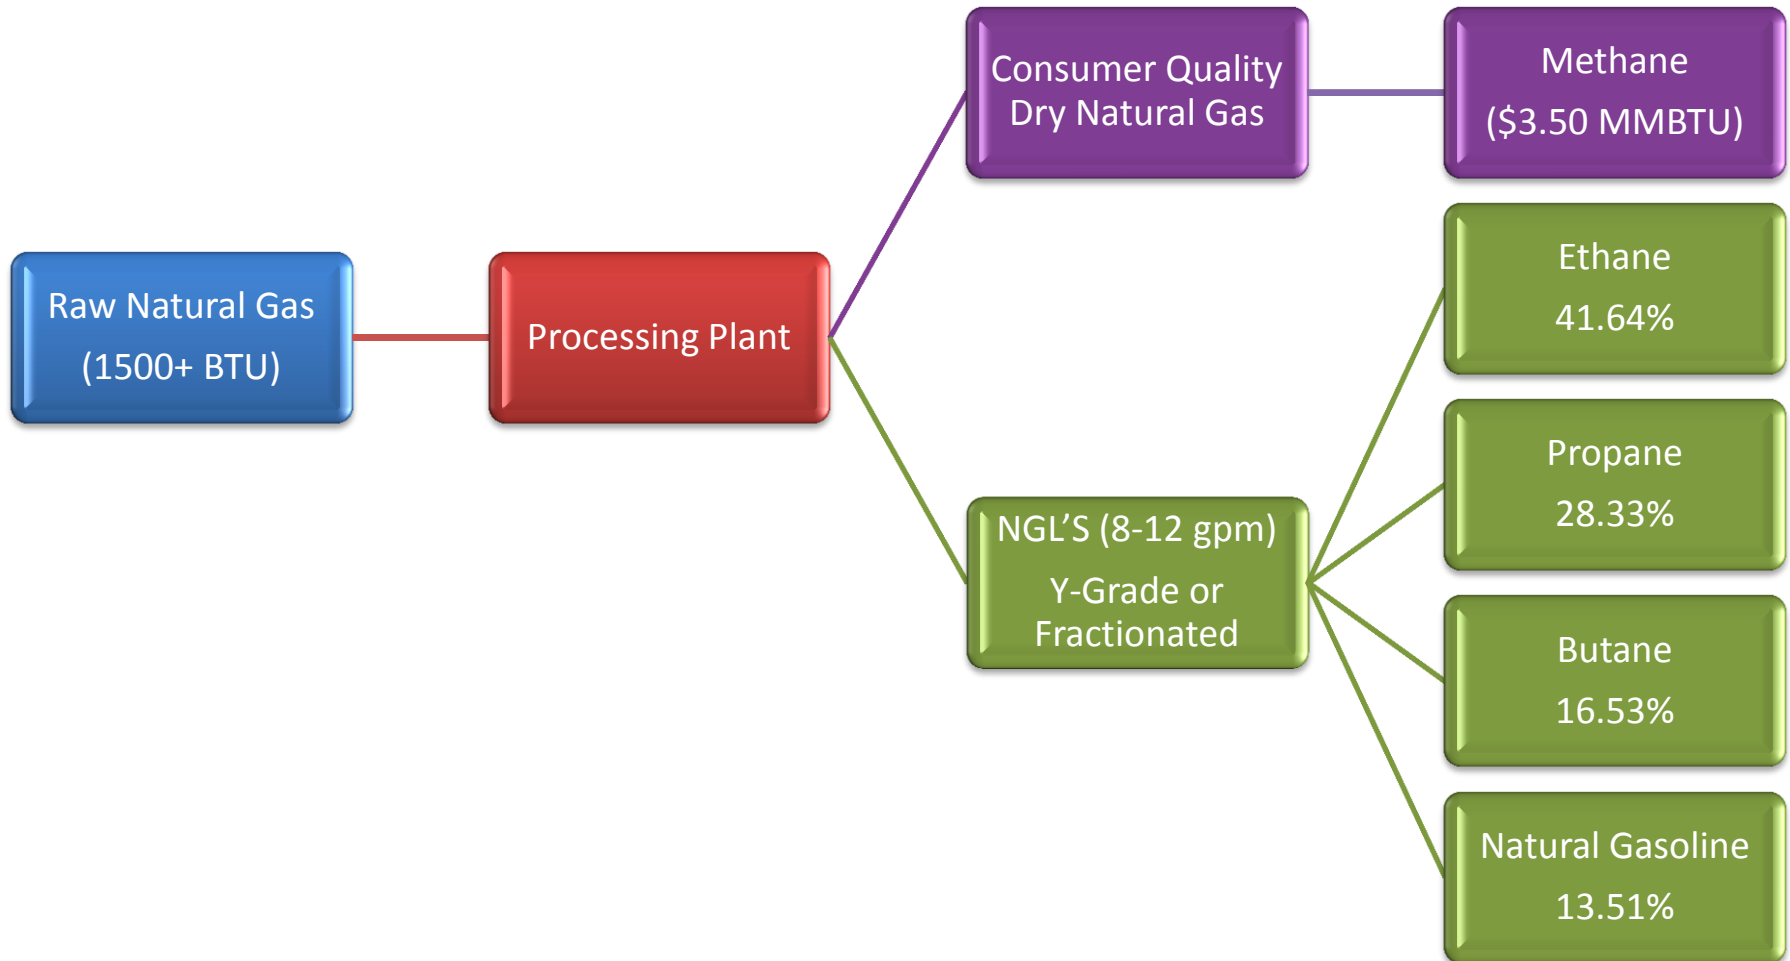 Raw Natural Gas
(1500+ BTU)
Processing Plant
Consumer Quality
Dry Natural Gas
Methane
($3.50 MMBTU)
NGL’S (8-12 gpm)
Y-Grade or
Fractionated
Ethane
41.64%
Propane
28.33%
Butane
16.53%
Natural Gasoline
13.51%